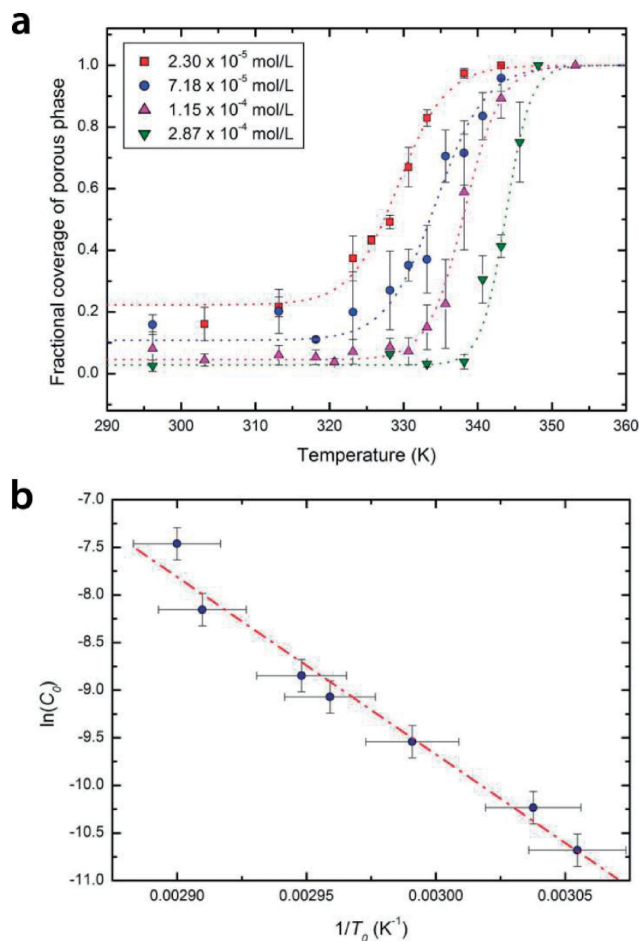 a
2.30 x 10⁻⁵ mol/L
7.18 x 10⁻⁵ mol/L
1.15 x 10⁻⁴ mol/L
2.87 x 10⁻⁴ mol/L
Fractional coverage of porous phase
1.0
0.8
0.6
0.4
0.2
0.0
290 300 310 320 330 340 350 360
Temperature (K)
b
ln(C₀)
-7.0
-7.5
-8.0
-8.5
-9.0
-9.5
-10.0
-10.5
-11.0
0.00290 0.00295 0.00300 0.00305
1/T₀ (K⁻¹)